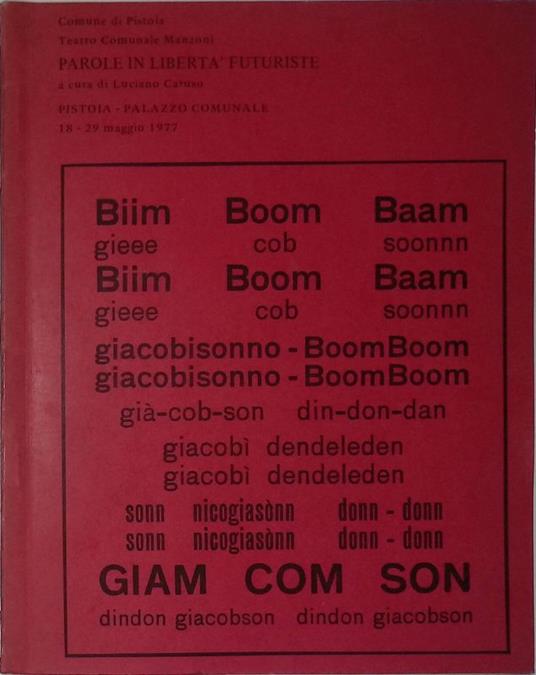 Comune di Pistoia
Teatro Comunale Manzoni
PAROLE IN LIBERTA' FUTURISTE
a cura di Luciano Caruso
PISTOIA - PALAZZO COMUNALE
18 - 29 maggio 1977
Biim Boom Baam
gieee cob soonnn
Biim Boom Baam
gieee cob soonnn
giacobisonno - BoomBoom
giacobisonno - BoomBoom
già-cob-son din-don-dan
giacobì dendeleden
giacobì dendeleden
sonn nicogiasònn donn - donn
sonn nicogiasònn donn - donn
GIAM COM SON
dindon giacobson dindon giacobson